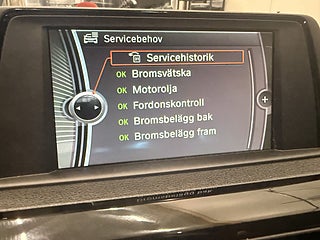 Servicebehov
Servicehistorik
OK Bromsvätska
OK Motorolja
OK Fordonskontroll
OK Bromsbelägg bak
OK Bromsbelägg fram